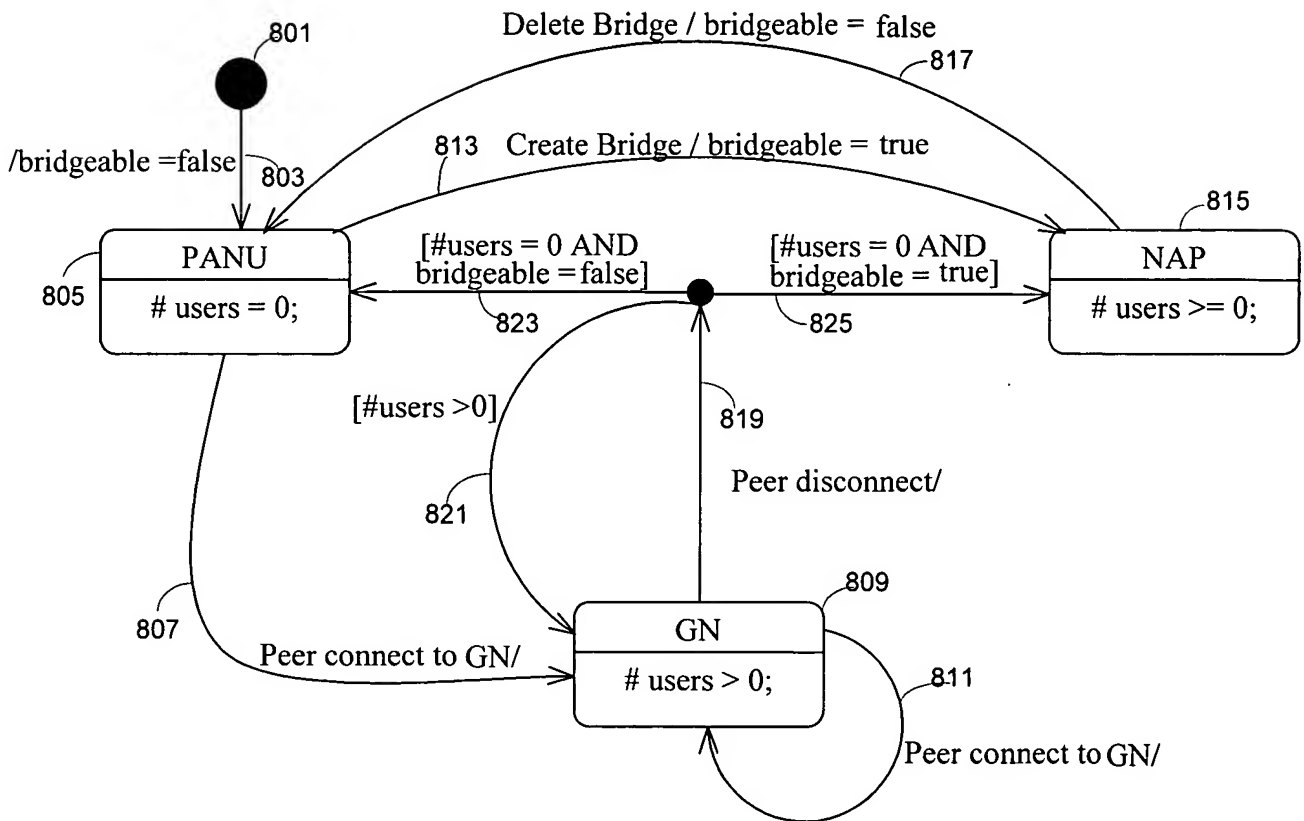 801
Delete Bridge / bridgeable = false
817
/bridgeable =false
803
813
Create Bridge / bridgeable = true
815
805
PANU
# users = 0;
[#users = 0 AND
bridgeable = false]
823
[#users = 0 AND
bridgeable = true]
825
NAP
# users >= 0;
[#users >0]
819
821
Peer disconnect/
807
Peer connect to GN/
809
GN
# users > 0;
811
Peer connect to GN/